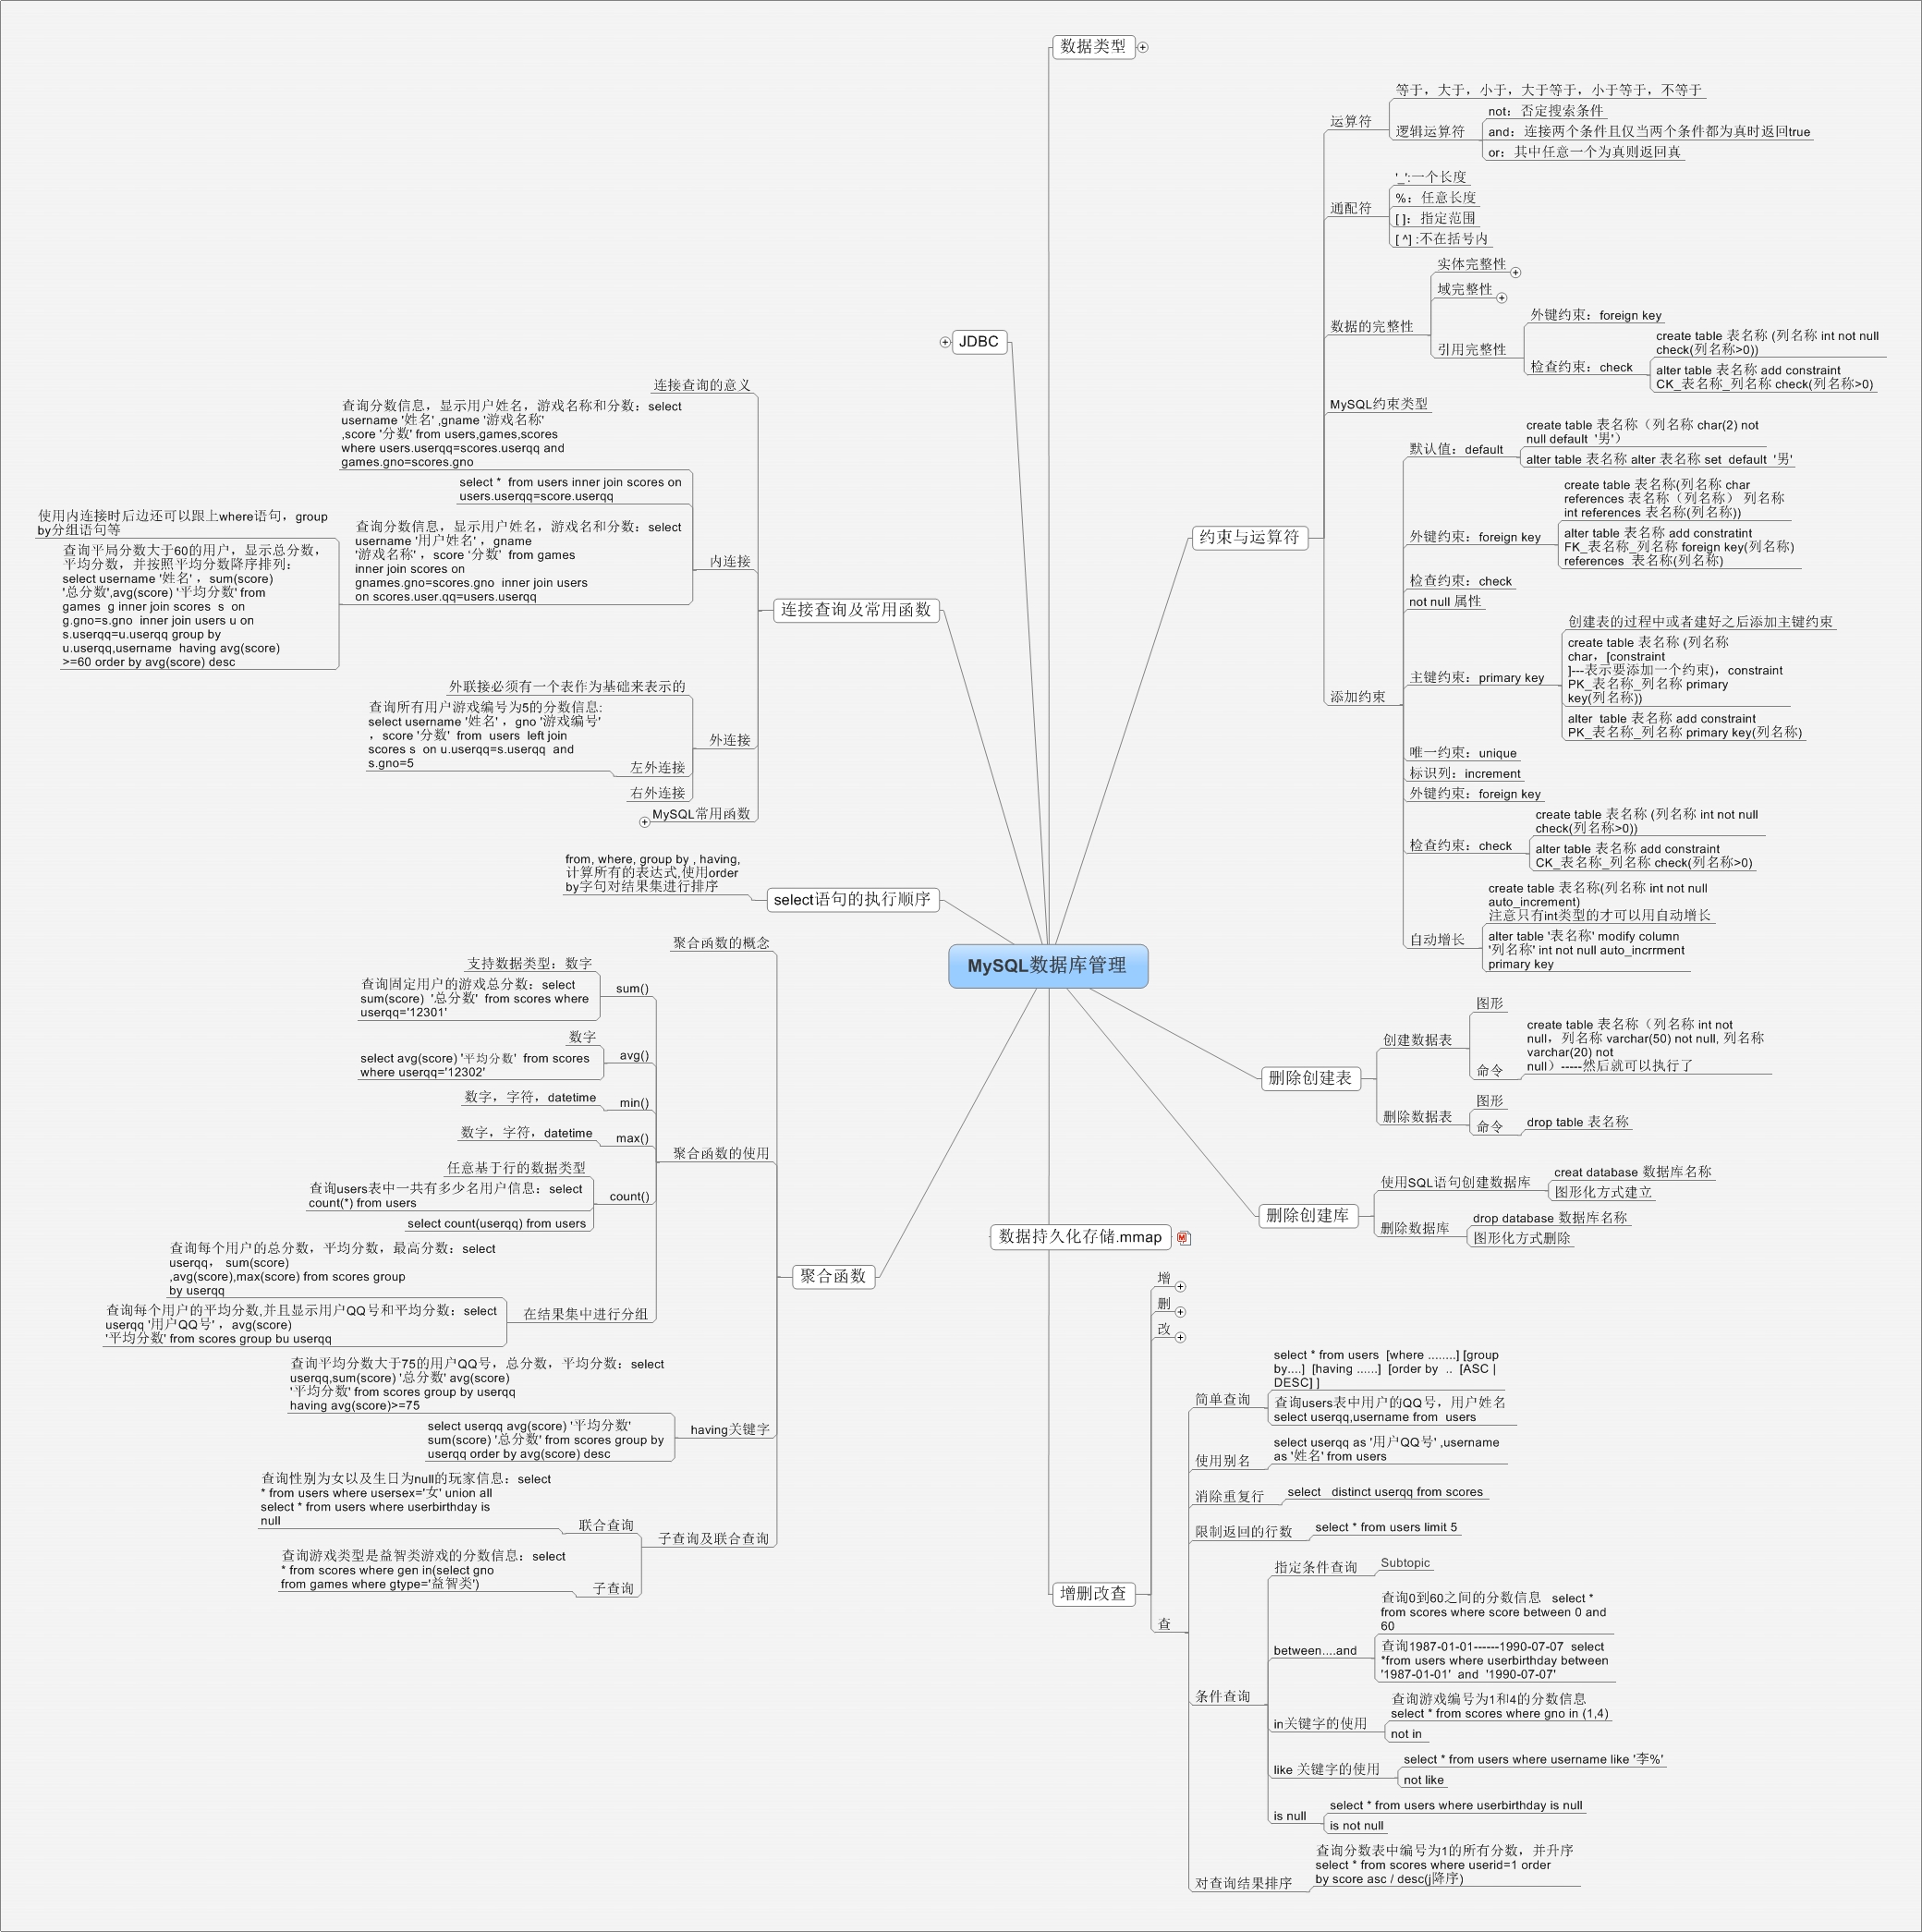 MySQL数据库管理
数据类型
约束与运算符
运算符
等于，大于，小于，大于等于，小于等于，不等于
逻辑运算符
not：否定搜索条件
and：连接两个条件且仅当两个条件都为真时返回true
or：其中任意一个为真则返回真
通配符
'_':一个长度
%：任意长度
[ ]：指定范围
[ ^] :不在括号内
数据的完整性
实体完整性
域完整性
引用完整性
外键约束：foreign key
检查约束：check
create table 表名称 (列名称 int not null
check(列名称>0))
alter table 表名称 add constraint
CK_表名称_列名称 check(列名称>0)
MySQL约束类型
添加约束
默认值：default
create table 表名称（列名称 char(2) not
null default  '男'）
alter table 表名称 alter 表名称 set  default  '男'
外键约束：foreign key
create table 表名称(列名称 char
references 表名称（列名称） 列名称
int references 表名称(列名称))
alter table 表名称 add constratint
FK_表名称_列名称 foreign key(列名称)
references  表名称(列名称)
检查约束：check
not null 属性
主键约束：primary key
创建表的过程中或者建好之后添加主键约束
create table 表名称 (列名称
char，[constraint
]---表示要添加一个约束)，constraint
PK_表名称_列名称 primary
key(列名称))
alter  table 表名称 add constraint
PK_表名称_列名称 primary key(列名称)
唯一约束：unique
标识列：increment
外键约束：foreign key
检查约束：check
create table 表名称 (列名称 int not null
check(列名称>0))
alter table 表名称 add constraint
CK_表名称_列名称 check(列名称>0)
自动增长
create table 表名称(列名称 int not null
auto_increment)
注意只有int类型的才可以用自动增长
alter table '表名称' modify column
'列名称' int not null auto_incrrment
primary key
删除创建表
创建数据表
图形
命令
create table 表名称（列名称 int not
null，列名称 varchar(50) not null, 列名称
varchar(20) not
null）-----然后就可以执行了
删除数据表
图形
命令
drop table 表名称
删除创建库
使用SQL语句创建数据库
creat database 数据库名称
图形化方式建立
删除数据库
drop database 数据库名称
图形化方式删除
数据持久化存储.mmap
增删改查
增
删
改
查
简单查询
select * from users  [where ........] [group
by....]  [having ......]  [order by  ..  [ASC |
DESC] ]
查询users表中用户的QQ号，用户姓名
select userqq,username from  users
使用别名
select userqq as '用户QQ号' ,username
as '姓名' from users
消除重复行
select   distinct userqq from scores
限制返回的行数
select * from users limit 5
条件查询
指定条件查询
Subtopic
between....and
查询0到60之间的分数信息   select *
from scores where score between 0 and
60
查询1987-01-01------1990-07-07  select
*from users where userbirthday between
'1987-01-01'  and  '1990-07-07'
in关键字的使用
查询游戏编号为1和4的分数信息
select * from scores where gno in (1,4)
not in
like 关键字的使用
select * from users where username like '李%'
not like
is null
select * from users where userbirthday is null
is not null
对查询结果排序
查询分数表中编号为1的所有分数，并升序
select * from scores where userid=1 order
by score asc / desc(j降序)
JDBC
连接查询及常用函数
连接查询的意义
内连接
查询分数信息，显示用户姓名，游戏名称和分数：select
username '姓名' ,gname '游戏名称'
,score '分数' from users,games,scores
where users.userqq=scores.userqq and
games.gno=scores.gno
select *  from users inner join scores on
users.userqq=score.userqq
查询分数信息，显示用户姓名，游戏名和分数：select
username '用户姓名' ，gname
'游戏名称' ，score '分数'  from games
inner join scores on
gnames.gno=scores.gno  inner join users
on scores.user.qq=users.userqq
使用内连接时后边还可以跟上where语句，group
by分组语句等
查询平局分数大于60的用户，显示总分数，
平均分数，并按照平均分数降序排列：
select username '姓名' ，sum(score)
'总分数',avg(score) '平均分数' from
games  g inner join scores  s  on
g.gno=s.gno  inner join users u on
s.userqq=u.userqq group by
u.userqq,username  having avg(score)
>=60 order by avg(score) desc
外连接
外联接必须有一个表作为基础来表示的
左外连接
查询所有用户游戏编号为5的分数信息:
select username '姓名' ，gno '游戏编号'
，score '分数'  from  users  left join
scores s  on u.userqq=s.userqq  and
s.gno=5
右外连接
MySQL常用函数
select语句的执行顺序
from, where, group by , having,
计算所有的表达式,使用order
by字句对结果集进行排序
聚合函数
聚合函数的概念
聚合函数的使用
sum()
支持数据类型：数字
查询固定用户的游戏总分数：select
sum(score)  '总分数'  from scores where
userqq='12301'
avg()
数字
select avg(score) '平均分数'  from scores
where userqq='12302'
min()
数字，字符，datetime
max()
数字，字符，datetime
count()
任意基于行的数据类型
查询users表中一共有多少名用户信息：select
count(*) from users
select count(userqq) from users
在结果集中进行分组
查询每个用户的总分数，平均分数，最高分数：select
userqq， sum(score)
,avg(score),max(score) from scores group
by userqq
查询每个用户的平均分数,并且显示用户QQ号和平均分数：select
userqq '用户QQ号' ，avg(score)
'平均分数' from scores group bu userqq
having关键字
查询平均分数大于75的用户QQ号，总分数，平均分数：select
userqq,sum(score) '总分数' avg(score)
'平均分数' from scores group by userqq
having avg(score)>=75
select userqq avg(score) '平均分数'
sum(score) '总分数' from scores group by
userqq order by avg(score) desc
子查询及联合查询
联合查询
查询性别为女以及生日为null的玩家信息：select
* from users where usersex='女' union all
select * from users where userbirthday is
null
子查询
查询游戏类型是益智类游戏的分数信息：select
* from scores where gen in(select gno
from games where gtype='益智类')